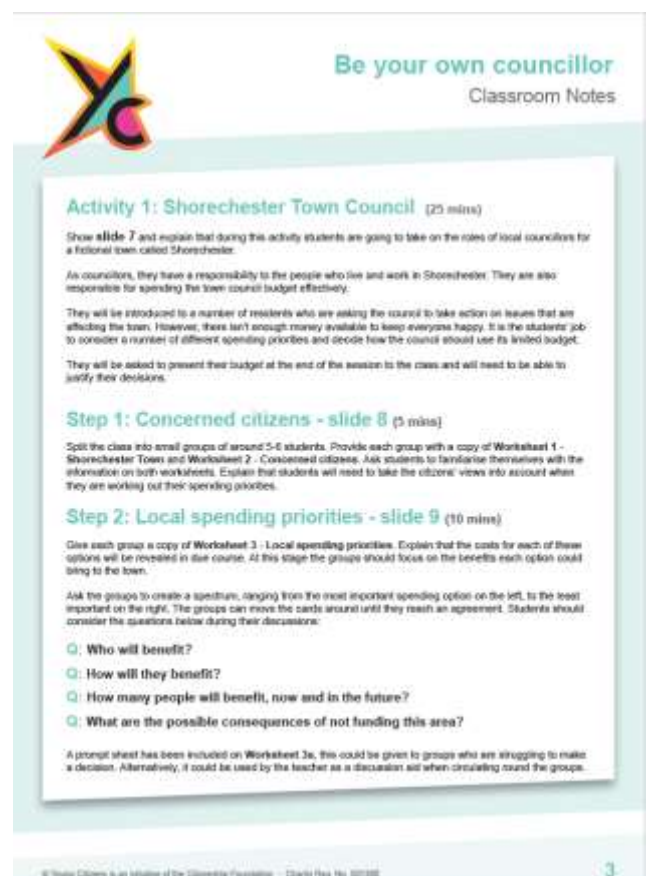 Be your own councillor
Classroom Notes
Activity 1: Shorechester Town Council (25 mins)
Show slide 7 and explain that during this activity students are going to take on the roles of local councillors for
a fictional town called Shorechester.
As councillors, they have a responsibility to the people who live and work in Shorechester. They are also
responsible for spending the town council budget effectively.
They will be introduced to a number of residents who are asking the council to take action on issues that are
affecting the town. However, there isn't enough money available to keep everyone happy. It is the students' job
to consider a number of different spending priorities and decide how the council should use its limited budget.
They will be asked to present their budget at the end of the session to the class and will need to be able to
justify their decisions.
Step 1: Concerned citizens - slide 8 (5 mins)
Split the class into small groups of around 5-6 students. Provide each group with a copy of Worksheet 1 -
Shorechester Town and Worksheet 2 - Concerned citizens. Ask students to familiarise themselves with the
information on both worksheets. Explain that students will need to take the citizens' views into account when
they are working out their spending priorities.
Step 2: Local spending priorities - slide 9 (10 mins)
Give each group a copy of Worksheet 3 - Local spending priorities. Explain that the costs for each of these
options will be revealed in due course. At this stage the groups should focus on the benefits each option could
bring to the town.
Ask the groups to create a spectrum, ranging from the most important spending option on the left, to the least
important on the right. The groups can move the cards around until they reach an agreement. Students should
consider the questions below during their discussions:
Q: Who will benefit?
Q: How will they benefit?
Q: How many people will benefit, now and in the future?
Q: What are the possible consequences of not funding this area?
A prompt sheet has been included on Worksheet 3a, this could be given to groups who are struggling to make
a decision. Alternatively, it could be used by the teacher as a discussion aid when circulating round the groups.
© Young Citizens is an initiative of the Citizenship Foundation - Charity Reg. No.
3